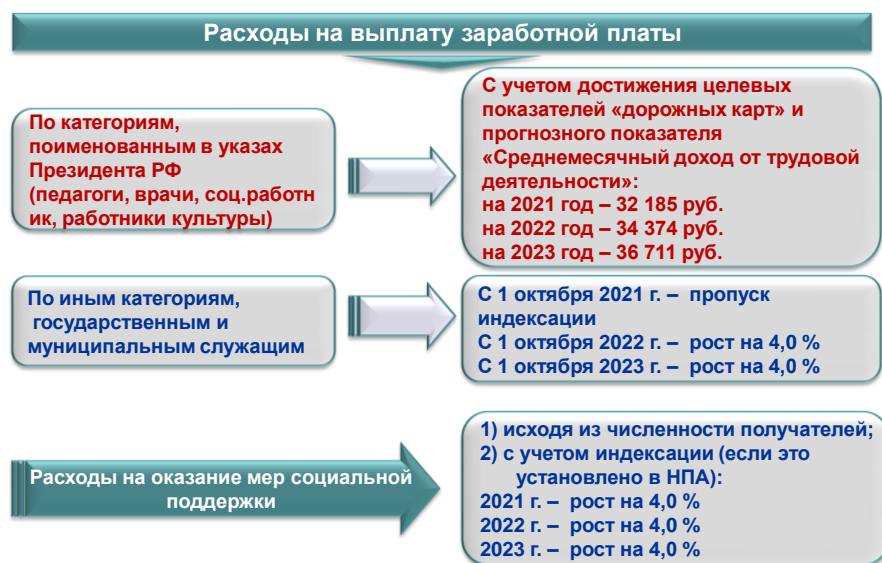 Расходы на выплату заработной платы
По категориям,
поименованным в указах
Президента РФ
(педагоги, врачи, соц.работн
ик, работники культуры)
С учетом достижения целевых
показателей «дорожных карт» и
прогнозного показателя
«Среднемесячный доход от трудовой
деятельности»:
на 2021 год – 32 185 руб.
на 2022 год – 34 374 руб.
на 2023 год – 36 711 руб.
По иным категориям,
государственным и
муниципальным служащим
С 1 октября 2021 г. – пропуск
индексации
С 1 октября 2022 г. – рост на 4,0 %
С 1 октября 2023 г. – рост на 4,0 %
Расходы на оказание мер социальной
поддержки
1) исходя из численности получателей;
2) с учетом индексации (если это
установлено в НПА):
2021 г. – рост на 4,0 %
2022 г. – рост на 4,0 %
2023 г. – рост на 4,0 %